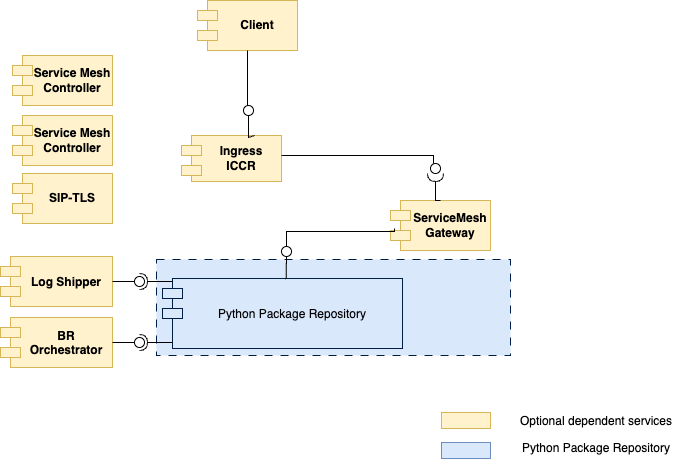 Client
Service Mesh
Controller
Service Mesh
Controller
Ingress
ICCR
SIP-TLS
ServiceMesh
Gateway
Log Shipper
Python Package Repository
BR
Orchestrator
Optional dependent services
Python Package Repository